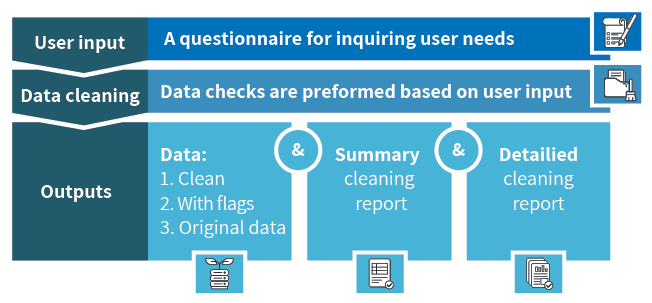 User input
A questionnaire for inquiring user needs
Data cleaning
Data checks are preformed based on user input
Outputs
Data:
1. Clean
2. With flags
3. Original data
&
Summary
cleaning
report
&
Detailied
cleaning
report